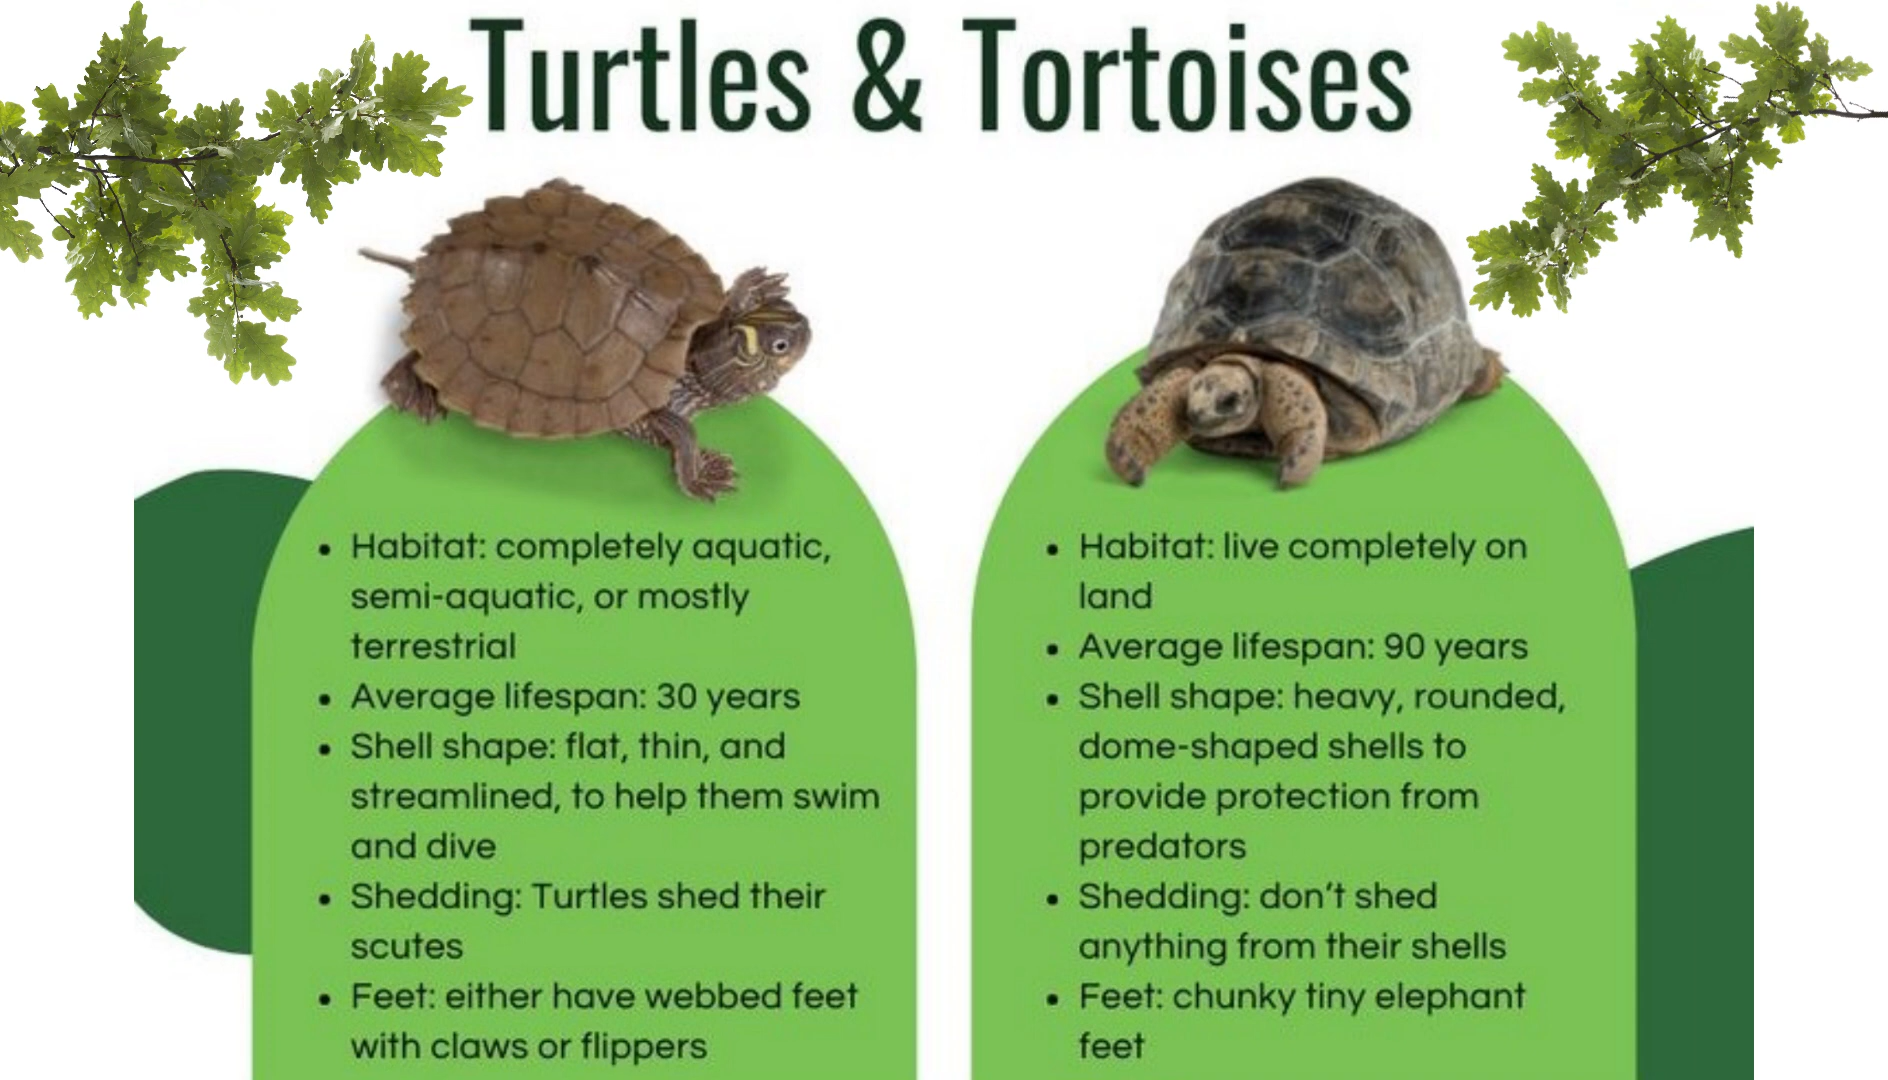 Turtles & Tortoises
• Habitat: completely aquatic,
semi-aquatic, or mostly
terrestrial
• Average lifespan: 30 years
• Shell shape: flat, thin, and
streamlined, to help them swim
and dive
• Shedding: Turtles shed their
scutes
• Feet: either have webbed feet
with claws or flippers
• Habitat: live completely on
land
• Average lifespan: 90 years
• Shell shape: heavy, rounded,
dome-shaped shells to
provide protection from
predators
• Shedding: don’t shed
anything from their shells
• Feet: chunky tiny elephant
feet